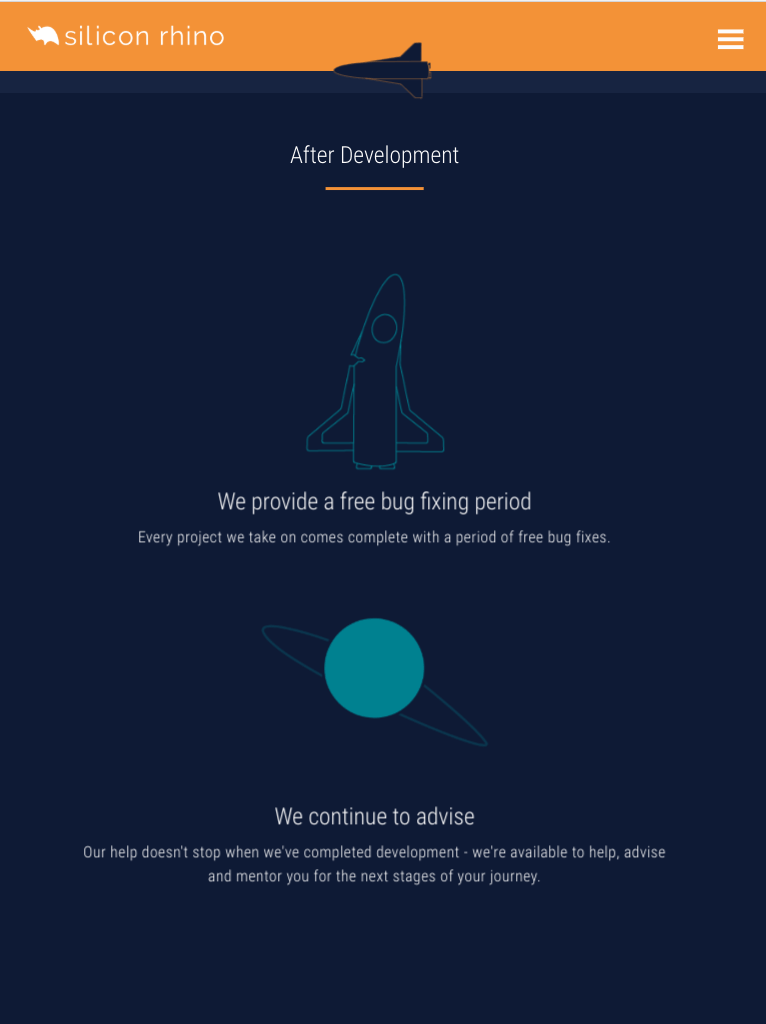 silicon rhino
After Development
We provide a free bug fixing period
Every project we take on comes complete with a period of free bug fixes.
We continue to advise
Our help doesn't stop when we've completed development - we're available to help, advise
and mentor you for the next stages of your journey.